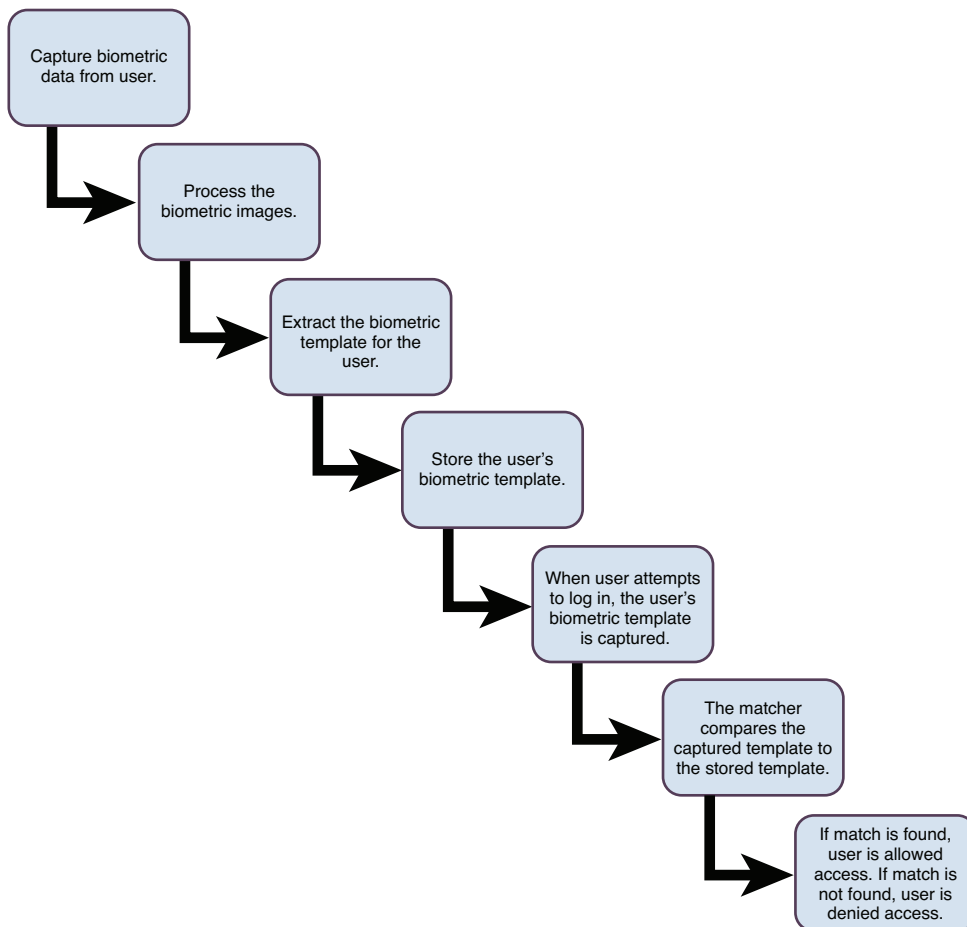 Capture biometric
data from user.
Process the
biometric images.
Extract the biometric
template for the
user.
Store the user’s
biometric template.
When user attempts
to log in, the user’s
biometric template
is captured.
The matcher
compares the
captured template to
the stored template.
If match is found,
user is allowed
access. If match is
not found, user is
denied access.